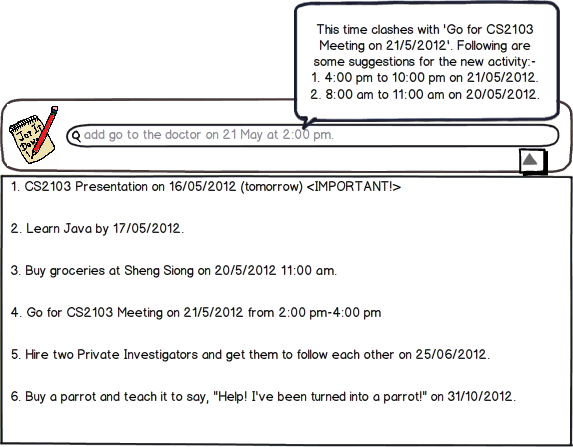 This time clashes with 'Go for CS2103
Meeting on 21/5/2012'. Following are
some suggestions for the new activity:-
1. 4:00 pm to 10:00 pm on 21/05/2012.
2. 8:00 am to 11:00 am on 20/05/2012.
Jot It
Down!
add go to the doctor on 21 May at 2:00 pm.
1. CS2103 Presentation on 16/05/2012 (tomorrow) <IMPORTANT!>
2. Learn Java by 17/05/2012.
3. Buy groceries at Sheng Siong on 20/5/2012 11:00 am.
4. Go for CS2103 Meeting on 21/5/2012 from 2:00 pm-4:00 pm
5. Hire two Private Investigators and get them to follow each other on 25/06/2012.
6. Buy a parrot and teach it to say, "Help! I've been turned into a parrot!" on 31/10/2012.